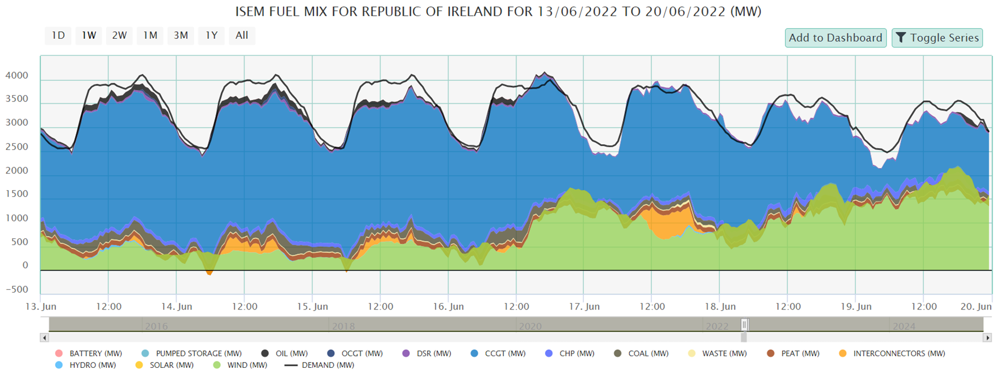 ISEM FUEL MIX FOR REPUBLIC OF IRELAND FOR 13/06/2022 TO 20/06/2022 (MW)
1D 1W 2W 1M 3M 1Y All
Add to Dashboard Toggle Series
4000
3500
3000
2500
2000
1500
1000
500
0
−500
13. Jun 12:00 14. Jun 12:00 15. Jun 12:00 16. Jun 12:00 17. Jun 12:00 18. Jun 12:00 19. Jun 12:00 20. Jun
2016 2018 2020 2022 2024
BATTERY (MW) PUMPED STORAGE (MW) OIL (MW) OCGT (MW) DSR (MW) CCGT (MW) CHP (MW) COAL (MW) WASTE (MW) PEAT (MW) INTERCONNECTORS (MW)
HYDRO (MW) SOLAR (MW) WIND (MW) DEMAND (MW)